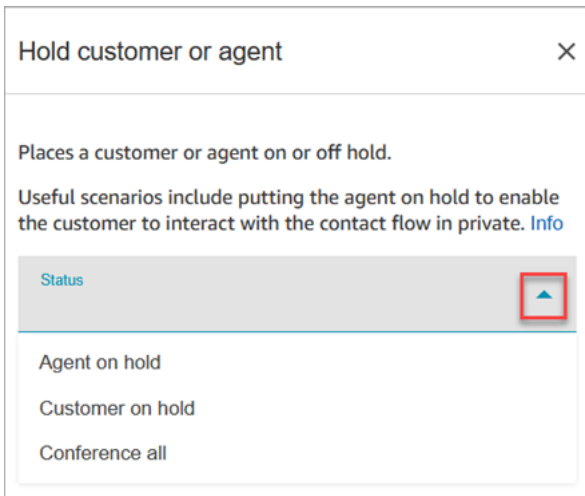 Hold customer or agent
Places a customer or agent on or off hold.
Useful scenarios include putting the agent on hold to enable
the customer to interact with the contact flow in private. Info
Status
Agent on hold
Customer on hold
Conference all